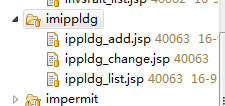 imippldg
ippldg_add.jsp 40063 16-
ippldg_change.jsp 40063
ippldg_list.jsp 40063 16-9
impermit